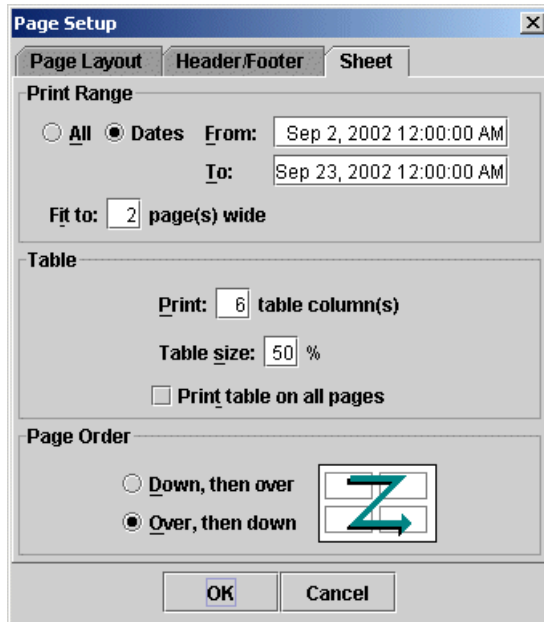 Page Setup
Page Layout Header/Footer Sheet
Print Range
All Dates From: Sep 2, 2002 12:00:00 AM
To: Sep 23, 2002 12:00:00 AM
Fit to: 2 page(s) wide
Table
Print: 6 table column(s)
Table size: 50 %
Print table on all pages
Page Order
Down, then over
Over, then down
OK Cancel